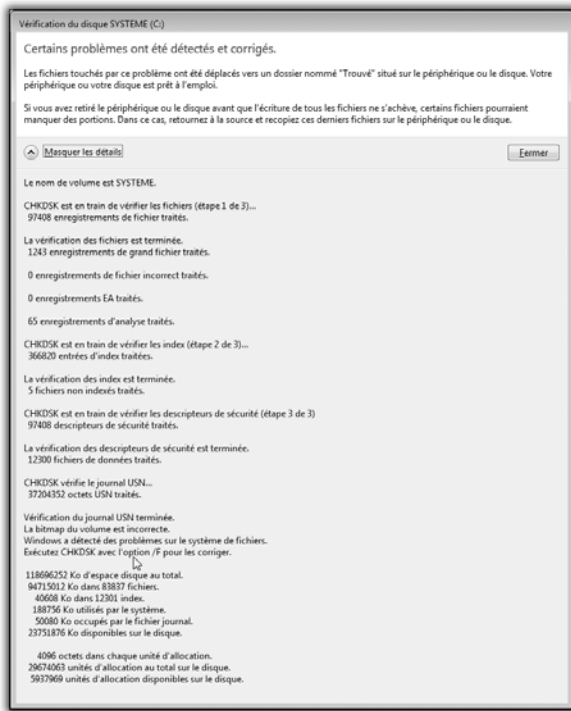 Vérification du disque SYSTEME (C:)
Certains problèmes ont été détectés et corrigés.
Les fichiers touchés par ce problème ont été déplacés vers un dossier nommé "Trouvé" situé sur le périphérique ou le disque. Votre
périphérique ou votre disque est prêt à l'emploi.
Si vous avez retiré le périphérique ou le disque avant que l'écriture de tous les fichiers ne s'achève, certains fichiers pourraient
manquer des portions. Dans ce cas, retournez à la source et recopiez ces derniers fichiers sur le périphérique ou le disque.
Masquer les détails
Fermer
Le nom de volume est SYSTEME.
CHKDSK est en train de vérifier les fichiers (étape 1 de 3)...
97408 enregistrements de fichier traités.
La vérification des fichiers est terminée.
1243 enregistrements de grand fichier traités.
0 enregistrements de fichier incorrect traités.
0 enregistrements EA traités.
65 enregistrements d'analyse traités.
CHKDSK est en train de vérifier les index (étape 2 de 3)...
366820 entrées d'index traitées.
La vérification des index est terminée.
5 fichiers non indexés traités.
CHKDSK est en train de vérifier les descripteurs de sécurité (étape 3 de 3)
97408 descripteurs de sécurité traités.
La vérification des descripteurs de sécurité est terminée.
12300 fichiers de données traités.
CHKDSK vérifie le journal USN...
37204352 octets USN traités.
Vérification du journal USN terminée.
La bitmap du volume est incorrecte.
Windows a détecté des problèmes sur le système de fichiers.
Exécutez CHKDSK avec l'option /F pour les corriger.
118696252 Ko d'espace disque au total.
94715012 Ko dans 83837 fichiers.
40608 Ko dans 12301 index.
188756 Ko utilisés par le système.
50080 Ko occupés par le fichier journal.
23751876 Ko disponibles sur le disque.
4096 octets dans chaque unité d'allocation.
29674063 unités d'allocation au total sur le disque.
5937969 unités d'allocation disponibles sur le disque.